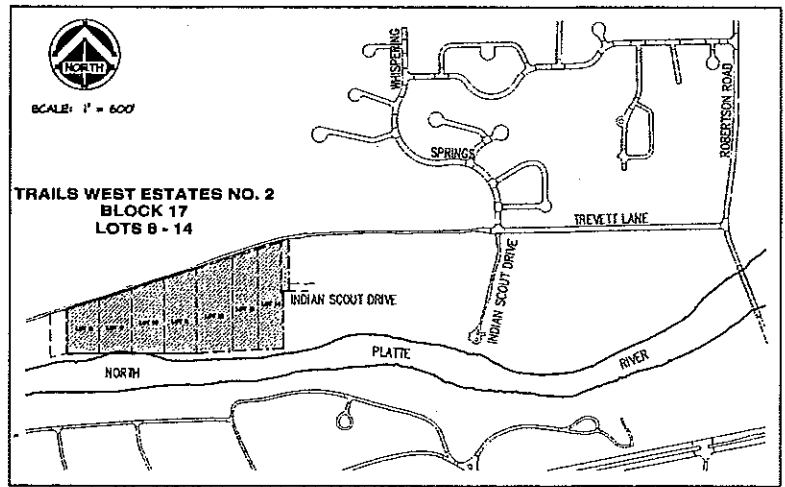 NORTH
SCALE: 1" = 600'
WHISPERING
SPRINGS
ROBERTSON ROAD
TRAILS WEST ESTATES NO. 2
BLOCK 17
LOTS 8 - 14
TREVETT LANE
INDIAN SCOUT DRIVE
INDIAN SCOUT DRIVE
NORTH
PLATTE
RIVER